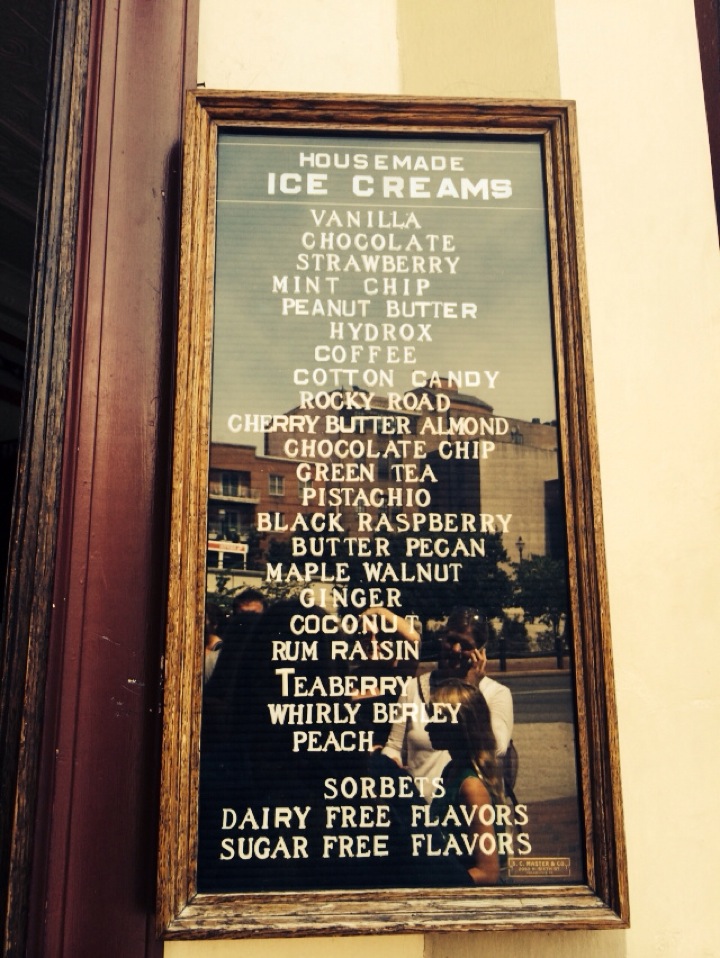 HOUSEMADE
ICE CREAMS
VANILLA
CHOCOLATE
STRAWBERRY
MINT CHIP
PEANUT BUTTER
HYDROX
COFFEE
COTTON CANDY
ROCKY ROAD
CHERRY BUTTER ALMOND
CHOCOLATE CHIP
GREEN TEA
PISTACHIO
BLACK RASPBERRY
BUTTER PECAN
MAPLE WALNUT
GINGER
COCONUT
RUM RAISIN
TEABERRY
WHIRLY BERLEY
PEACH
SORBETS
DAIRY FREE FLAVORS
SUGAR FREE FLAVORS